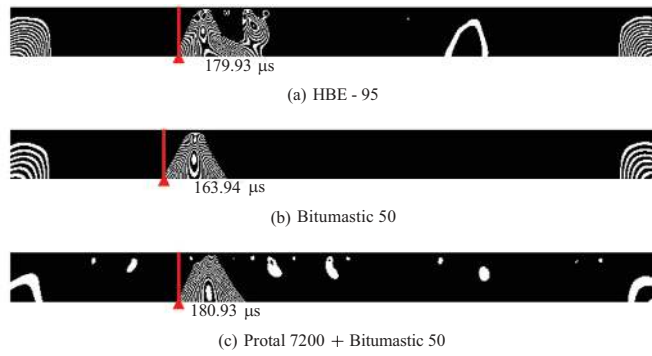 179.93 μs
(a) HBE - 95
163.94 μs
(b) Bitumastic 50
180.93 μs
(c) Protal 7200 + Bitumastic 50